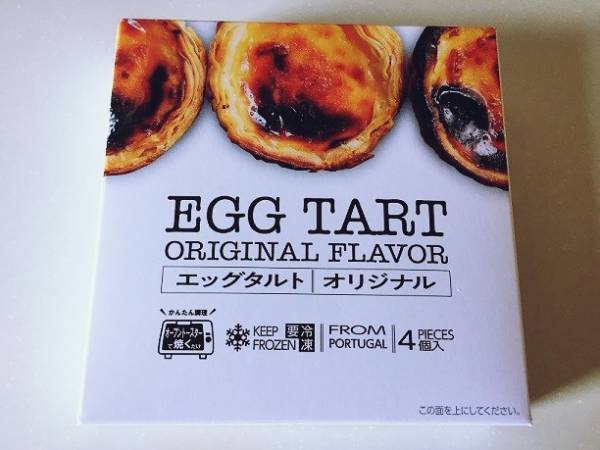 EGG TART
ORIGINAL FLAVOR
エッグタルト | オリジナル
かんたん調理
オーブントースター
で焼くだけ
KEEP FROZEN
要冷凍
FROM PORTUGAL
4 PIECES 個入
この面を上にしてください。